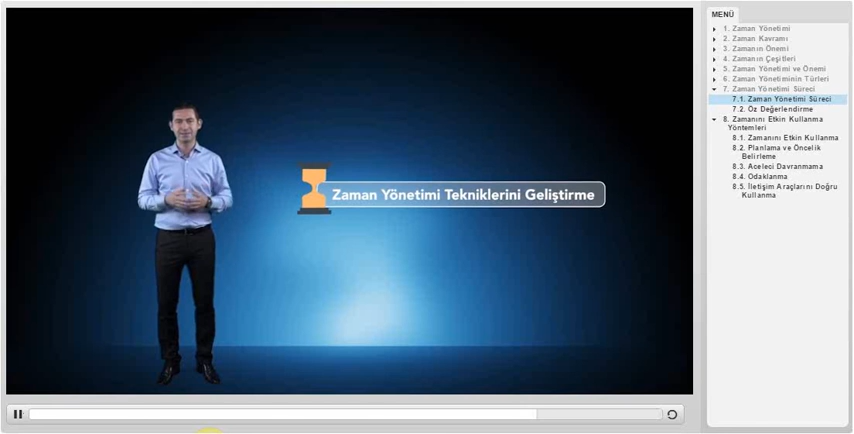 MENÜ
1. Zaman Yönetimi
2. Zaman Kavramı
3. Zamanın Önemi
4. Zamanın Çeşitleri
5. Zaman Yönetimi ve Önemi
6. Zaman Yönetiminin Türleri
7. Zaman Yönetimi Süreci
7.1. Zaman Yönetimi Süreci
7.2. Öz Değerlendirme
8. Zamanını Etkin Kullanma
Yöntemleri
8.1. Zamanını Etkin Kullanma
8.2. Planlama ve Öncelik
Belirleme
8.3. Aceleci Davranmama
8.4. Odaklanma
8.5. İletişim Araçlarını Doğru
Kullanma
Zaman Yönetimi Tekniklerini Geliştirme